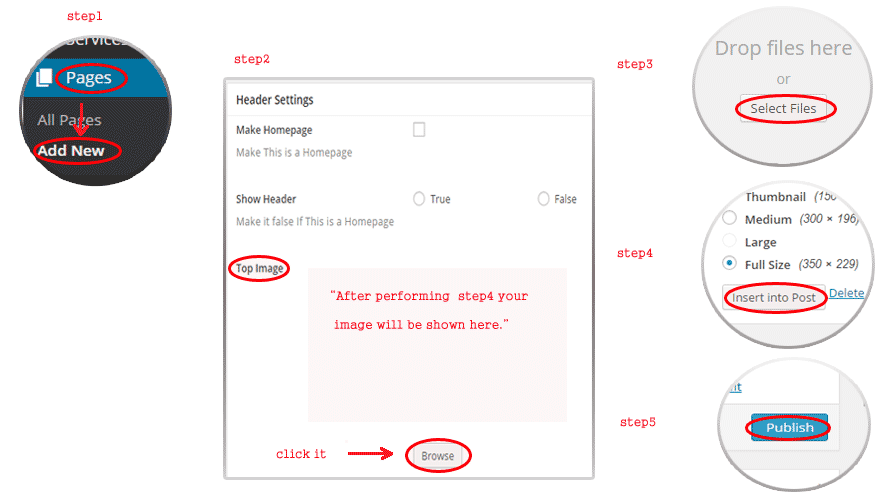 step1
Pages
All Pages
Add New
step2
Header Settings
Make Homepage
Make This is a Homepage
Show Header
True
False
Make it false If This is a Homepage
Top Image
"After performing step4 your
image will be shown here."
click it
Browse
step3
Drop files here
or
Select Files
step4
Thumbnail (150
Medium (300 × 196)
Large
Full Size (350 × 229)
Insert into Post
Delete
step5
Publish